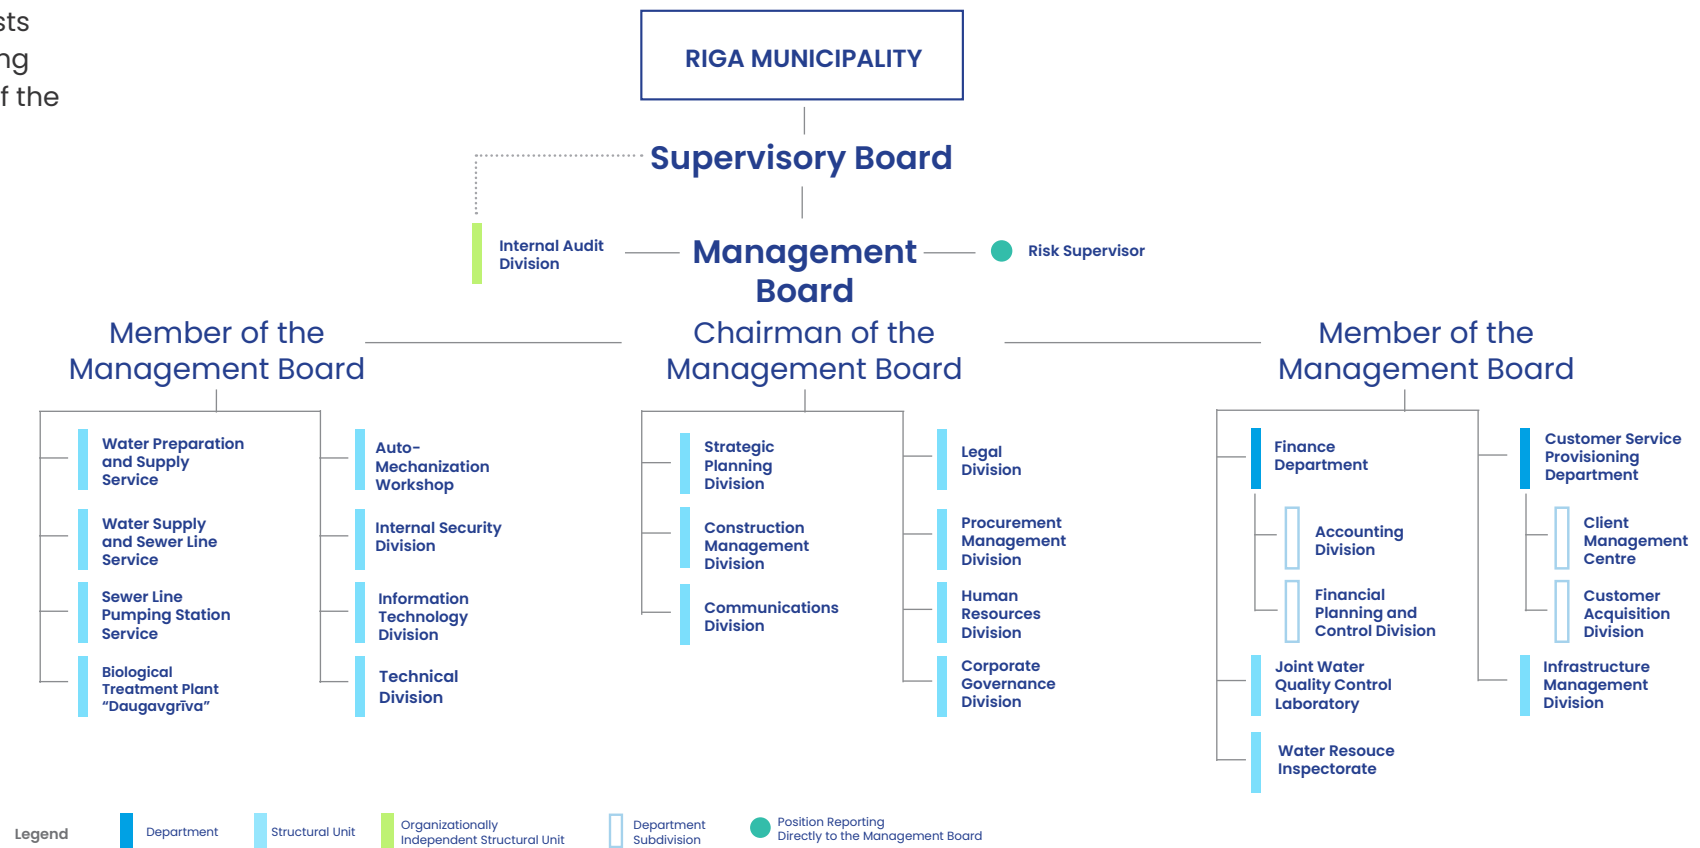 sts
ng
f the
RIGA MUNICIPALITY
Supervisory Board
Internal Audit
Division
Management
Board
Risk Supervisor
Member of the
Management Board
Chairman of the
Management Board
Member of the
Management Board
Water Preparation
and Supply
Service
Water Supply
and Sewer Line
Service
Sewer Line
Pumping Station
Service
Biological
Treatment Plant
“Daugavgrīva”
Auto-
Mechanization
Workshop
Internal Security
Division
Information
Technology
Division
Technical
Division
Strategic
Planning
Division
Construction
Management
Division
Communications
Division
Legal
Division
Procurement
Management
Division
Human
Resources
Division
Corporate
Governance
Division
Finance
Department
Accounting
Division
Financial
Planning and
Control Division
Joint Water
Quality Control
Laboratory
Water Resouce
Inspectorate
Customer Service
Provisioning
Department
Client
Management
Centre
Customer
Acquisition
Division
Infrastructure
Management
Division
Legend
Department
Structural Unit
Organizationally
Independent Structural Unit
Department
Subdivision
Position Reporting
Directly to the Management Board